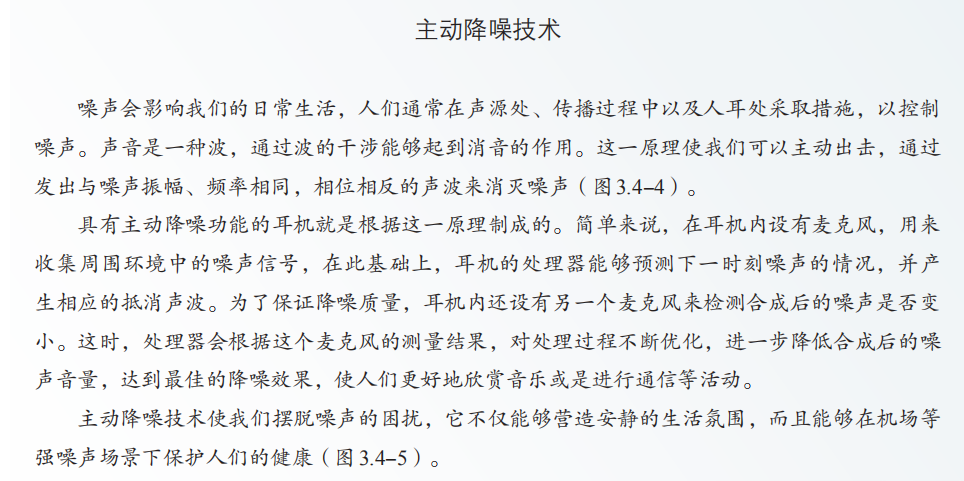 主动降噪技术
噪声会影响我们的日常生活，人们通常在声源处、传播过程中以及人耳处采取措施，以控制
噪声。声音是一种波，通过波的干涉能够起到消音的作用。这一原理使我们可以主动出击，通过
发出与噪声振幅、频率相同，相位相反的声波来消灭噪声（图3.4-4）。
具有主动降噪功能的耳机就是根据这一原理制成的。简单来说，在耳机内设有麦克风，用来
收集周围环境中的噪声信号，在此基础上，耳机的处理器能够预测下一时刻噪声的情况，并产
生相应的抵消声波。为了保证降噪质量，耳机内还设有另一个麦克风来检测合成后的噪声是否变
小。这时，处理器会根据这个麦克风的测量结果，对处理过程不断优化，进一步降低合成后的噪
声音量，达到最佳的降噪效果，使人们更好地欣赏音乐或是进行通信等活动。
主动降噪技术使我们摆脱噪声的困扰，它不仅能够营造安静的生活氛围，而且能够在机场等
强噪声场景下保护人们的健康（图3.4-5）。